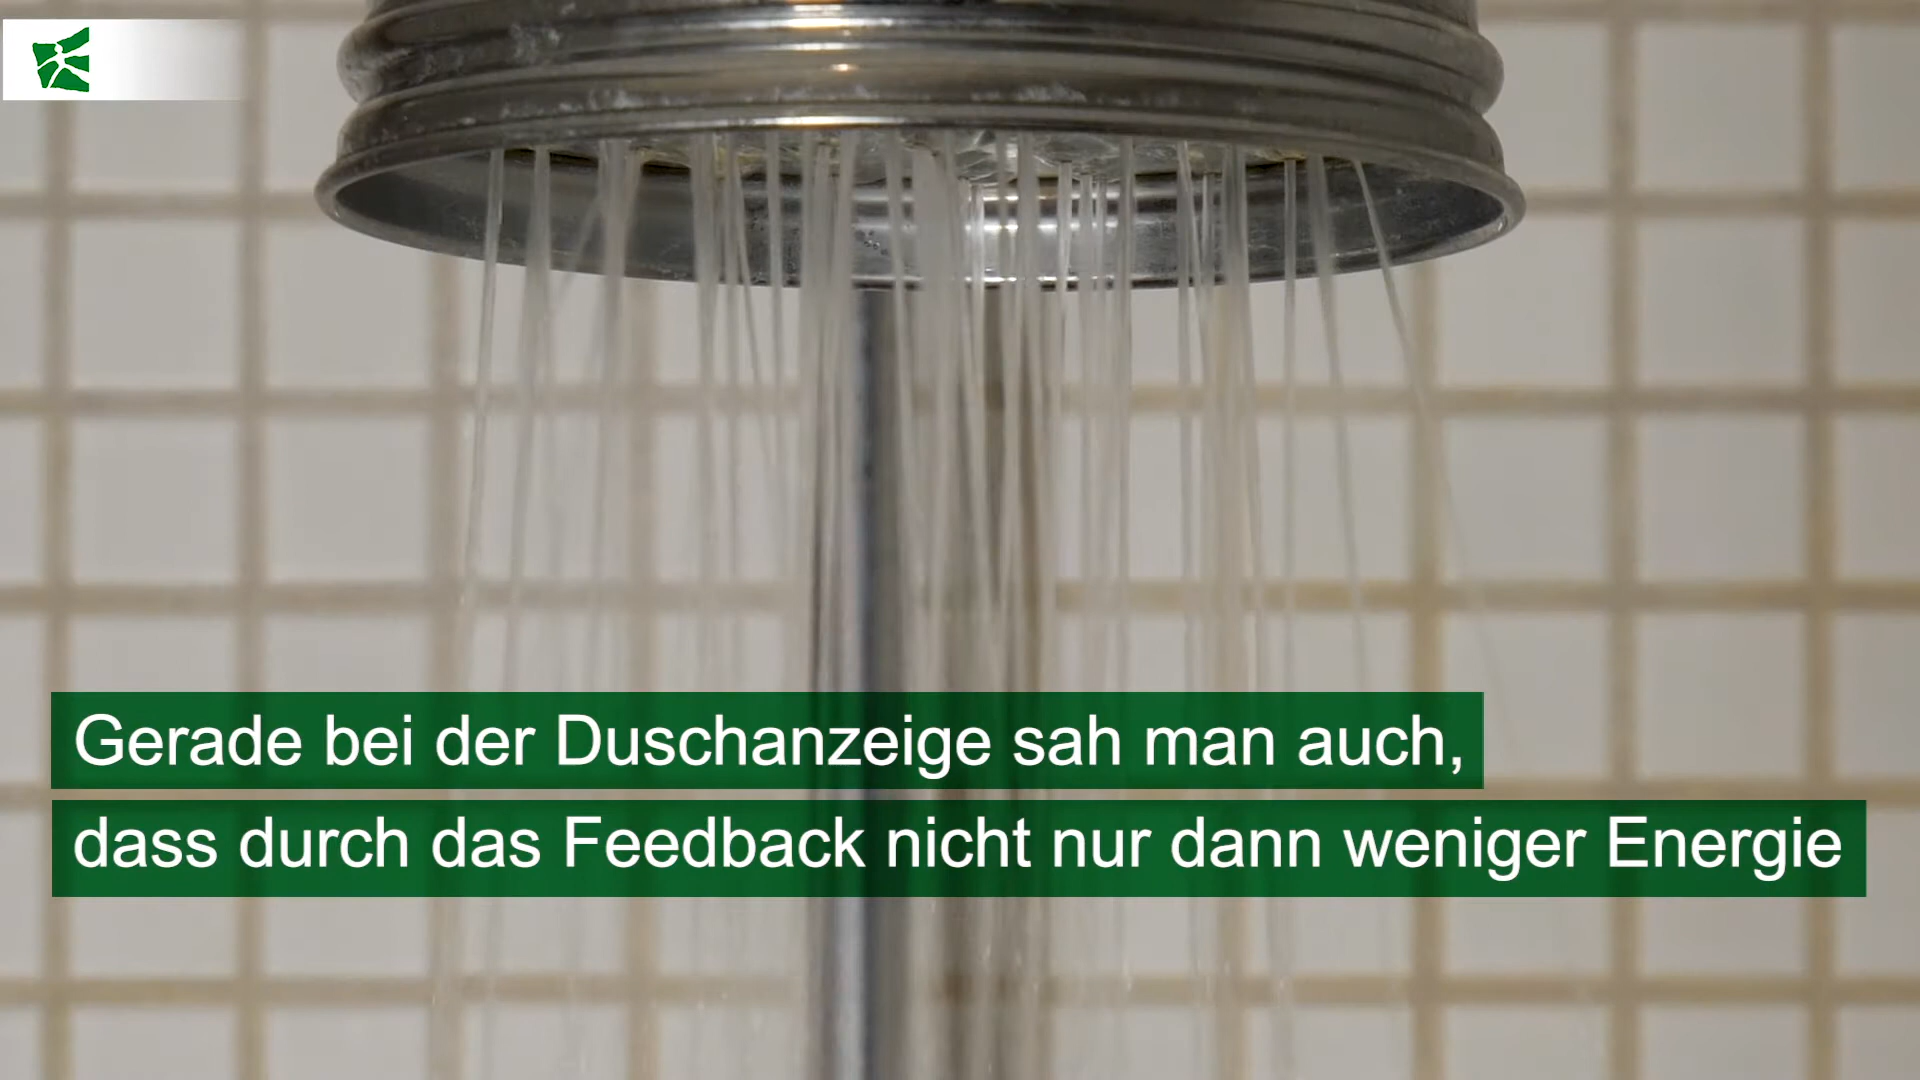 Gerade bei der Duschanzeige sah man auch,
dass durch das Feedback nicht nur dann weniger Energie